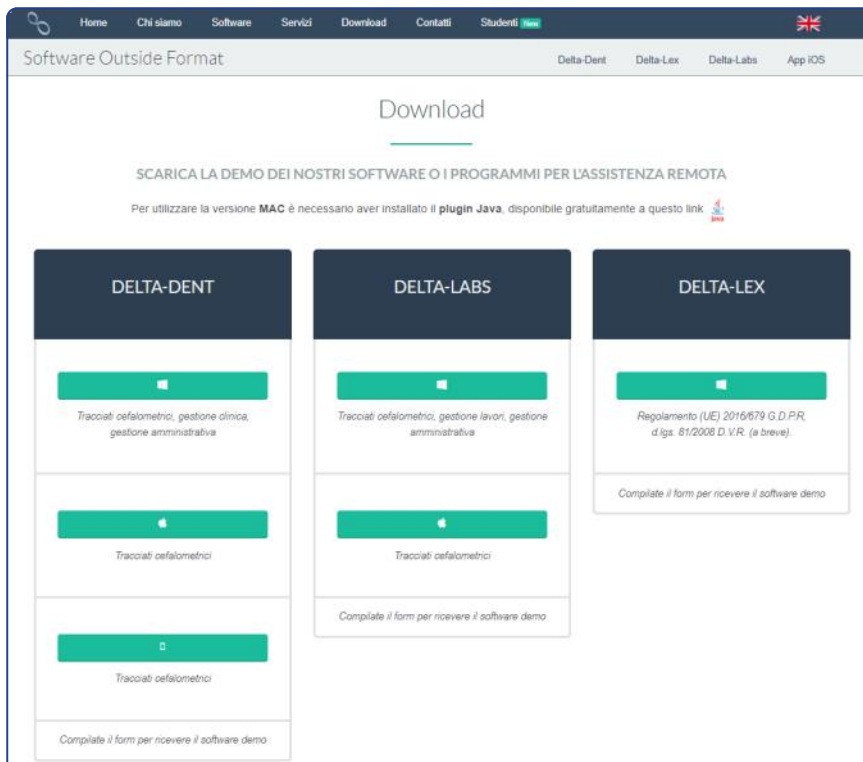 Home Chi siamo Software Servizi Download Contatti Studenti New
Software Outside Format Delta-Dent Delta-Lex Delta-Labs App iOS
Download
SCARICA LA DEMO DEI NOSTRI SOFTWARE O I PROGRAMMI PER L'ASSISTENZA REMOTA
Per utilizzare la versione MAC è necessario aver installato il plugin Java, disponibile gratuitamente a questo link Java
DELTA-DENT
Tracciati cefalometrici, gestione clinica,
gestione amministrativa
Tracciati cefalometrici
Tracciati cefalometrici
Compilate il form per ricevere il software demo
DELTA-LABS
Tracciati cefalometrici, gestione lavori, gestione
amministrativa
Tracciati cefalometrici
Compilate il form per ricevere il software demo
DELTA-LEX
Regolamento (UE) 2016/679 G.D.P.R,
d.lgs. 81/2008 D.V.R. (a breve).
Compilate il form per ricevere il software demo